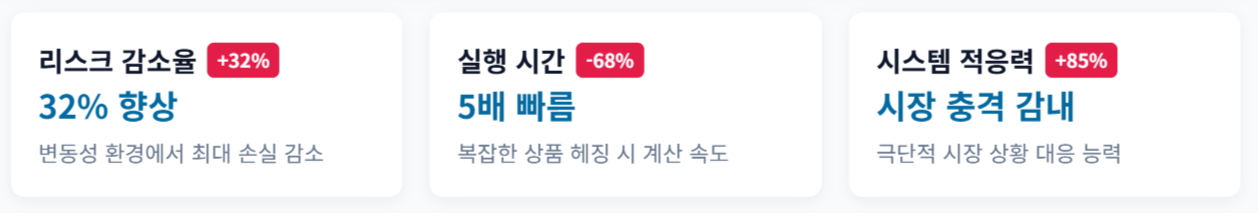 리스크 감소율 +32%
32% 향상
변동성 환경에서 최대 손실 감소
실행 시간 -68%
5배 빠름
복잡한 상품 헤징 시 계산 속도
시스템 적응력 +85%
시장 충격 감내
극단적 시장 상황 대응 능력